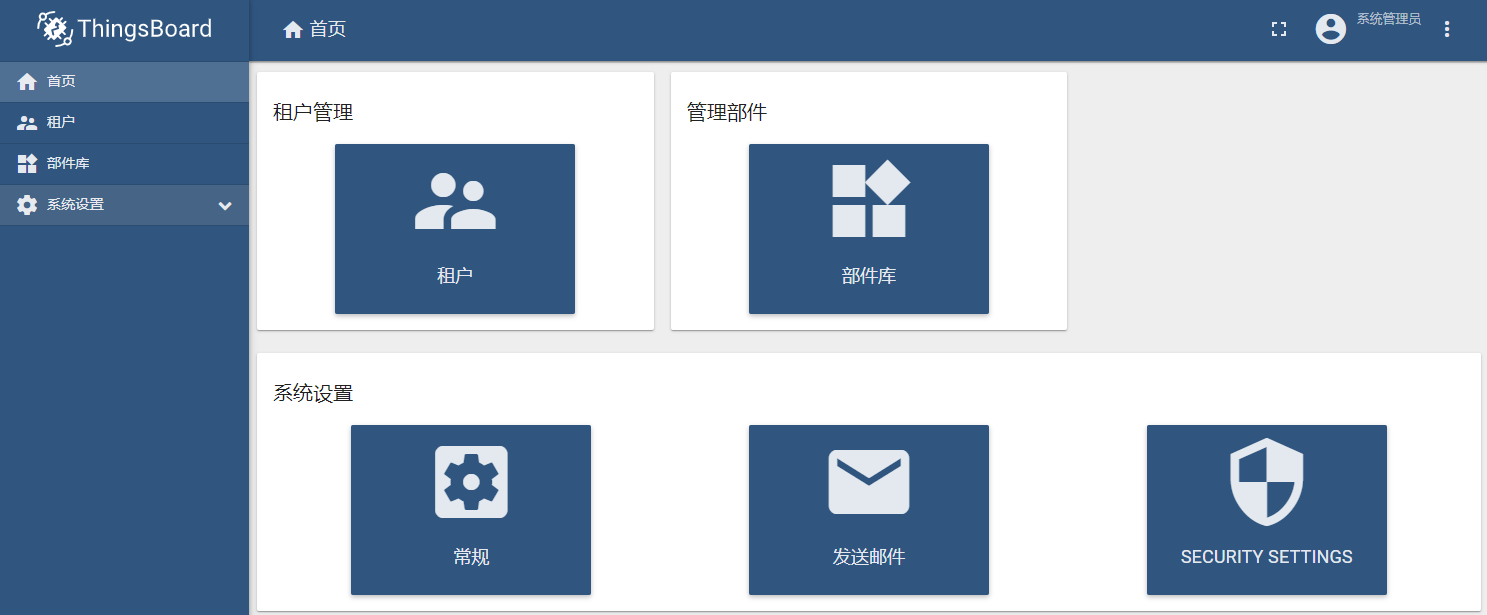 ThingsBoard
首页
系统管理员
首页
租户
部件库
系统设置
租户管理
租户
管理部件
部件库
系统设置
常规
发送邮件
SECURITY SETTINGS